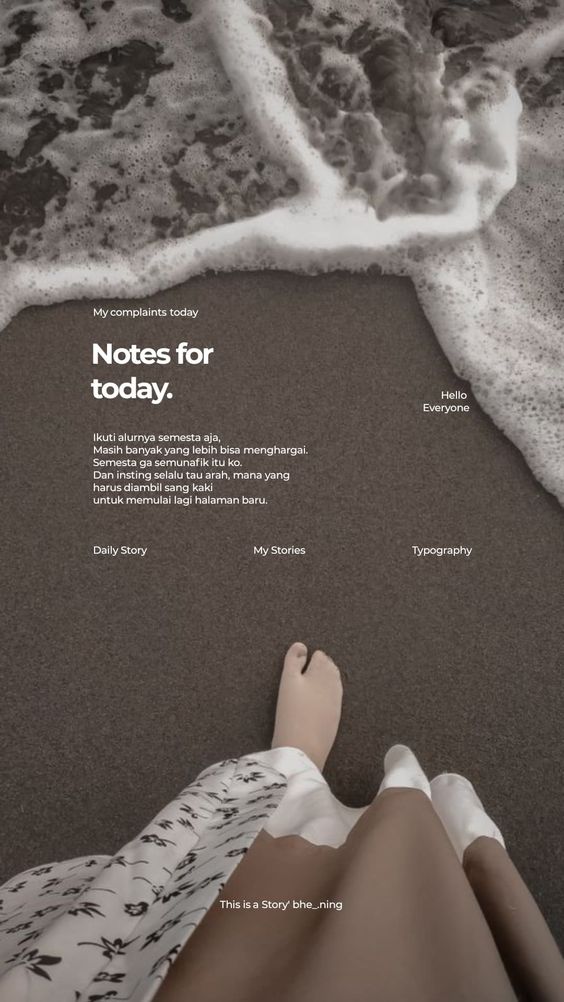 My complaints today
Notes for
today.
Hello
Everyone
Ikuti alurnya semesta aja,
Masih banyak yang lebih bisa menghargai.
Semesta ga semunafik itu ko.
Dan insting selalu tau arah, mana yang
harus diambil sang kaki
untuk memulai lagi halaman baru.
Daily Story
My Stories
Typography
This is a Story' bhe_.ning